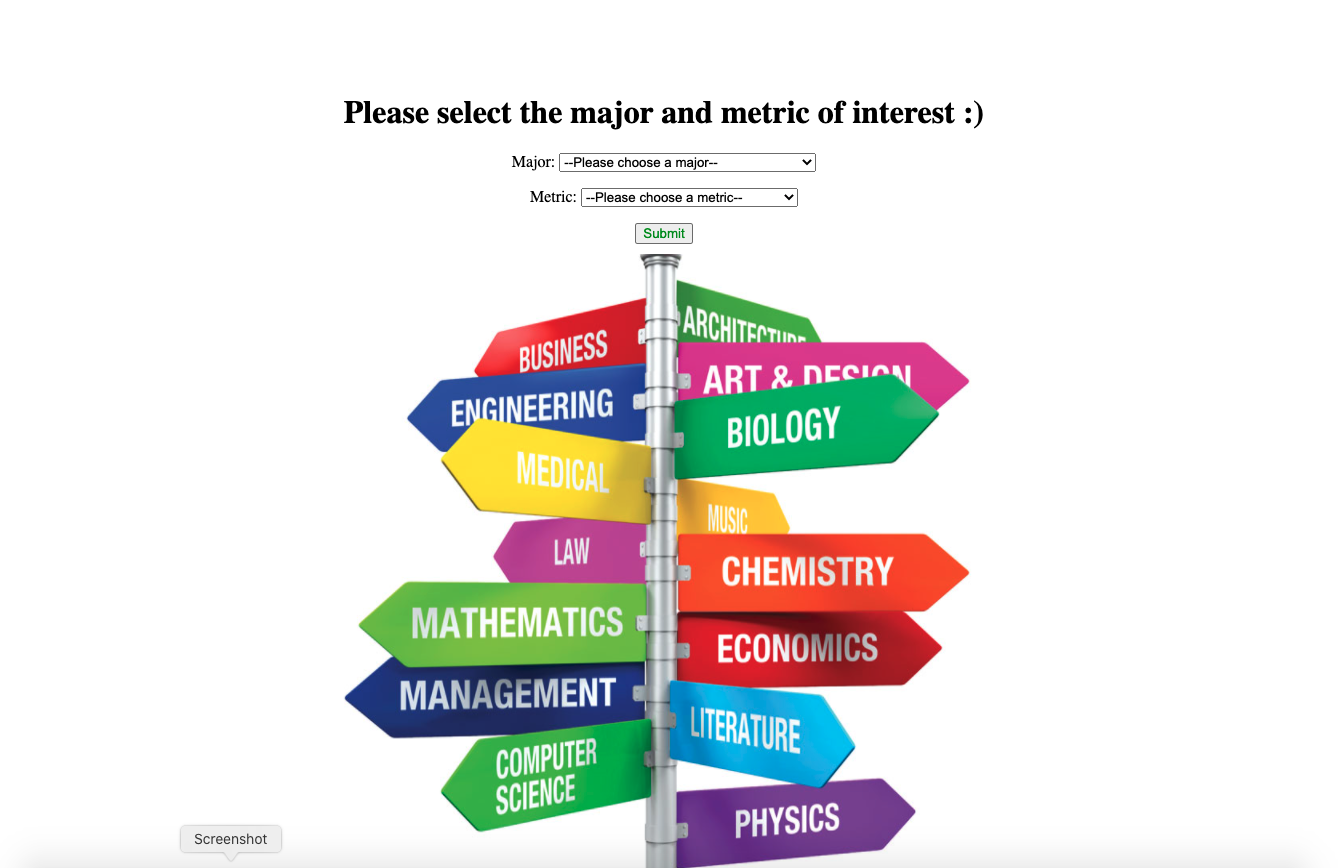 Please select the major and metric of interest :)
Major: --Please choose a major--
Metric: --Please choose a metric--
Submit
ARCHITECTURE
BUSINESS
ART & DESIGN
ENGINEERING
BIOLOGY
MEDICAL
MUSIC
LAW
CHEMISTRY
MATHEMATICS
ECONOMICS
MANAGEMENT
LITERATURE
COMPUTER
SCIENCE
PHYSICS
Screenshot